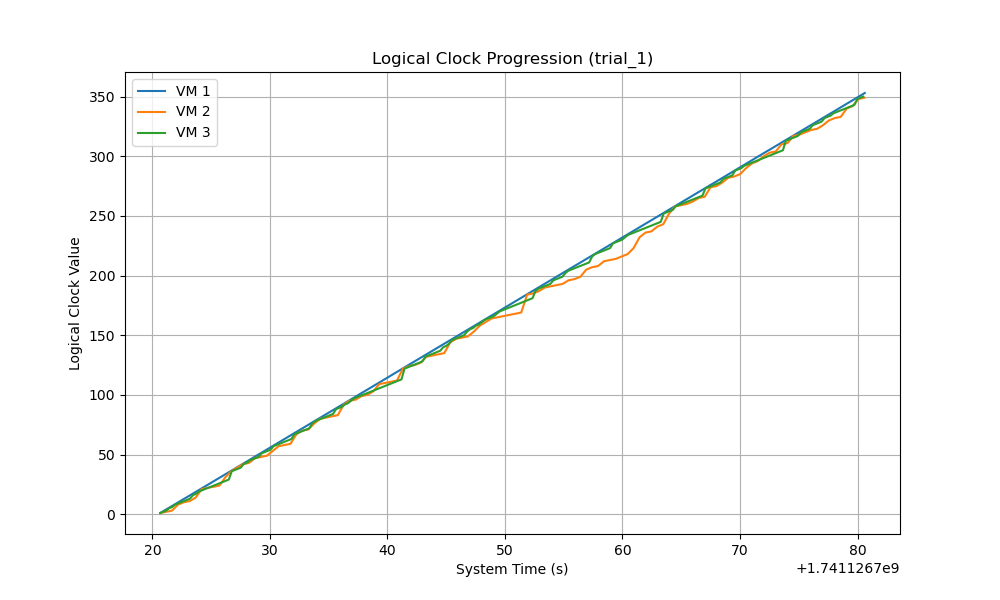 Logical Clock Progression (trial_1)
VM 1
VM 2
VM 3
Logical Clock Value
350
300
250
200
150
100
50
0
20 30 40 50 60 70 80
System Time (s)
+1.7411267e9